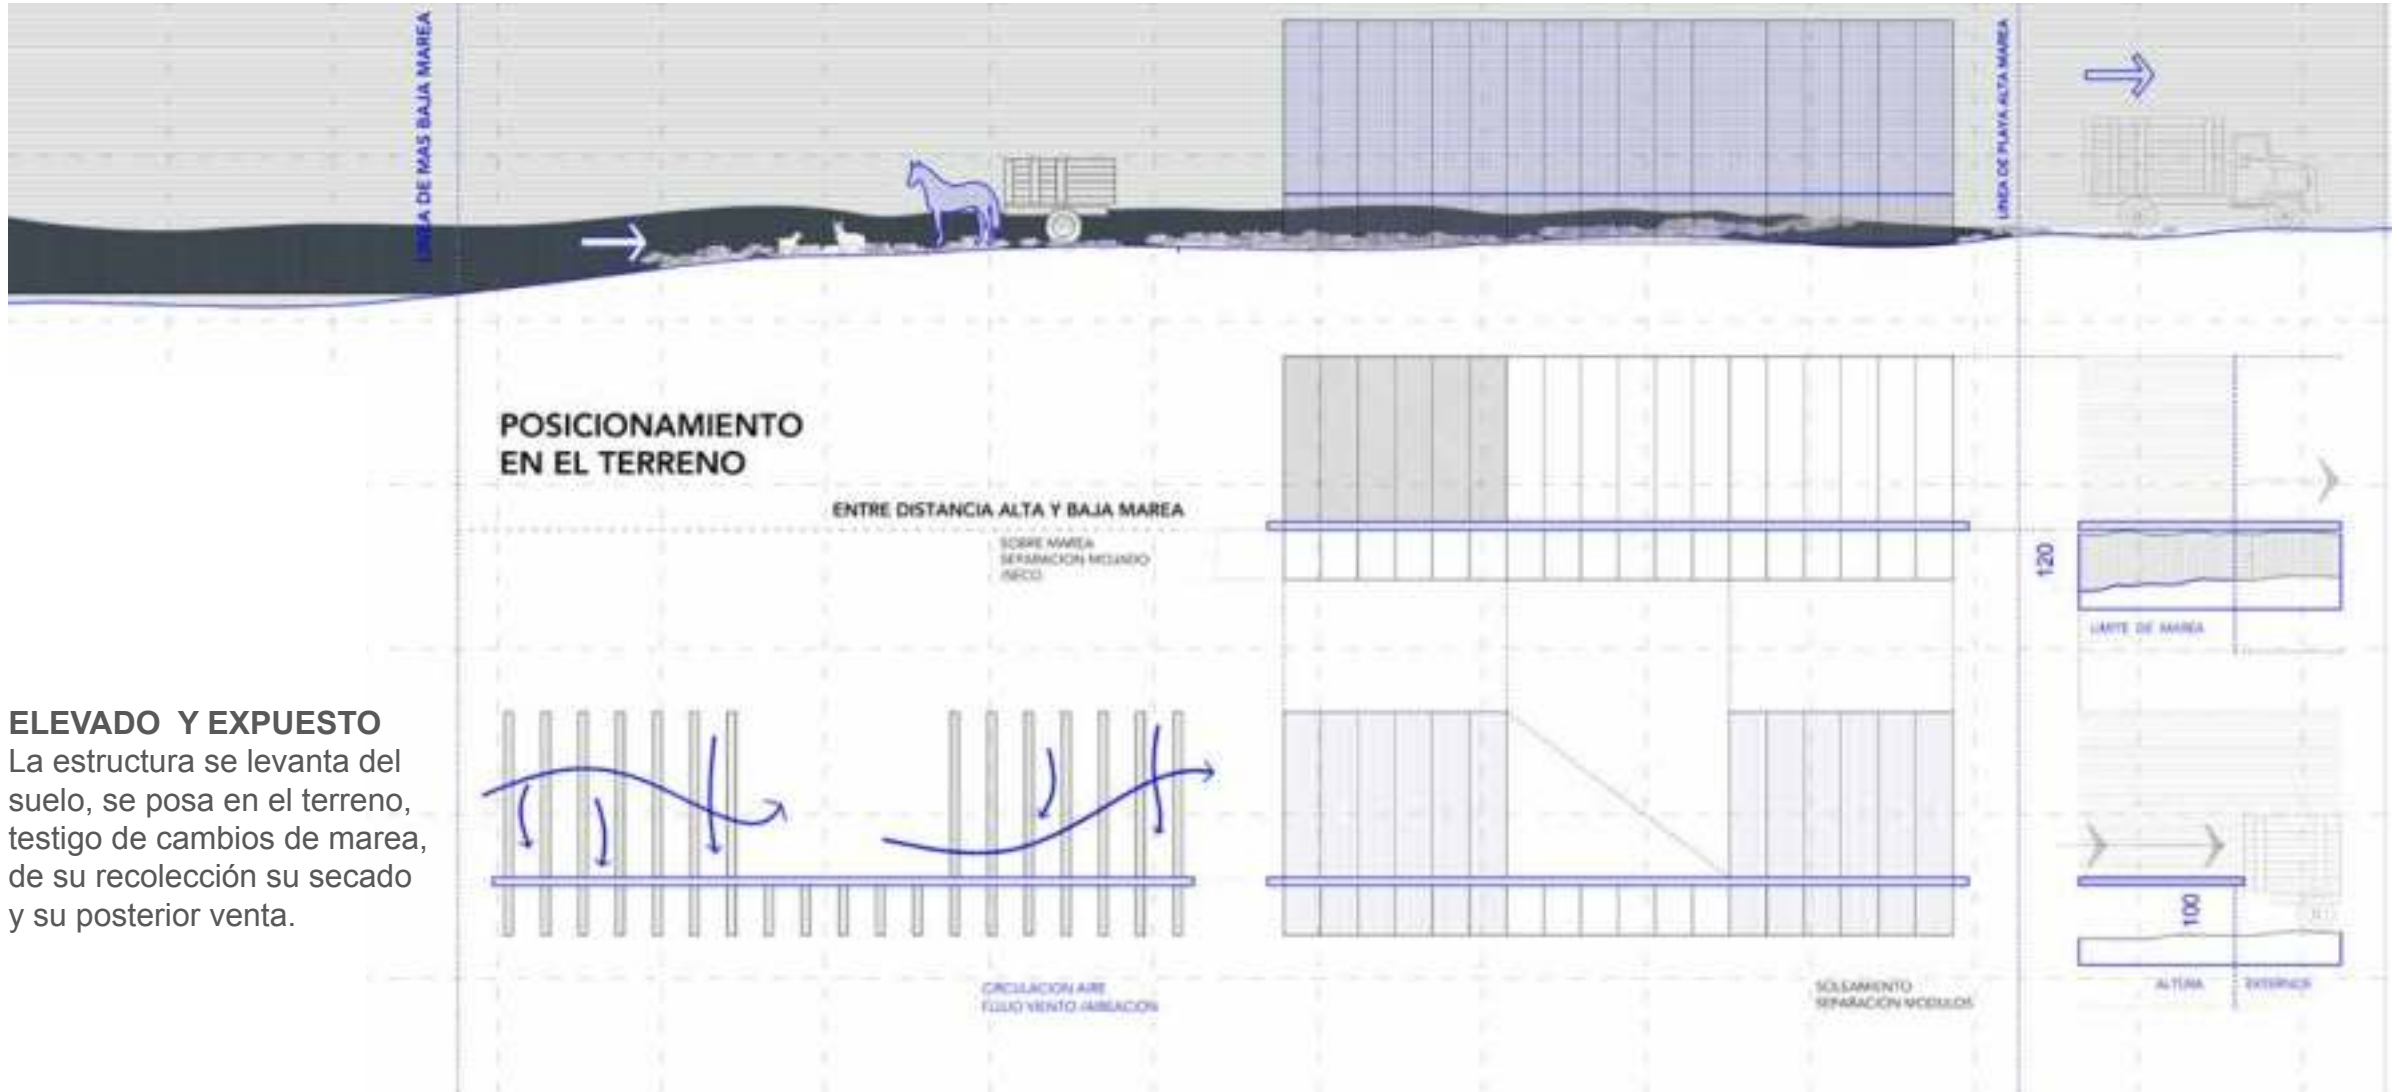 LINEA DE MAS BAJA MAREA
LINEA DE PLAYA ALTA MAREA
POSICIONAMIENTO
EN EL TERRENO
ENTRE DISTANCIA ALTA Y BAJA MAREA
SOBRE MAREA
SEPARACION MOJADO
/SECO
120
LIMITE DE MAREA
ELEVADO Y EXPUESTO
La estructura se levanta del
suelo, se posa en el terreno,
testigo de cambios de marea,
de su recolección su secado
y su posterior venta.
100
CIRCULACION AIRE
FLUJO VIENTO /AIREACION
SOLEAMIENTO
SEPARACION MODULOS
ALTURA